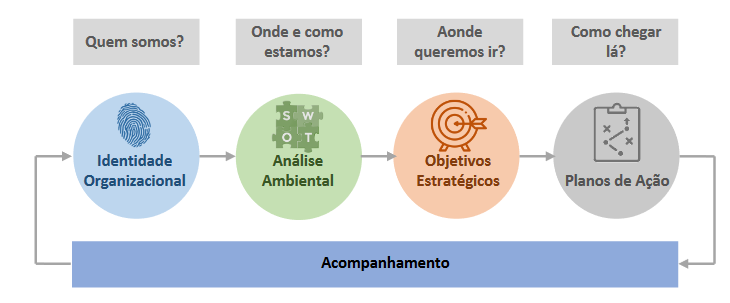 Quem somos?
Onde e como
estamos?
Aonde
queremos ir?
Como chegar
lá?
S W
O T
Identidade
Organizacional
Análise
Ambiental
Objetivos
Estratégicos
Planos de Ação
Acompanhamento